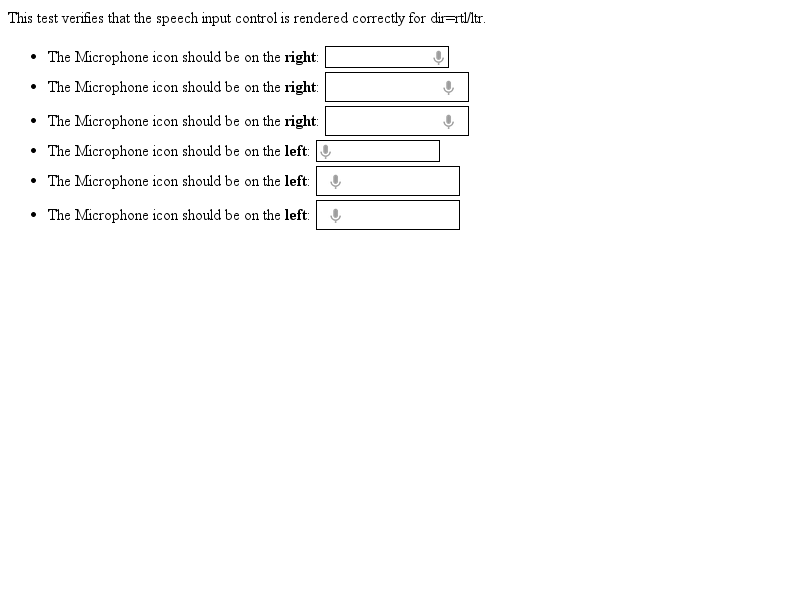 This test verifies that the speech input control is rendered correctly for dir=rtl/ltr.
The Microphone icon should be on the right:
The Microphone icon should be on the right:
The Microphone icon should be on the right:
The Microphone icon should be on the left:
The Microphone icon should be on the left:
The Microphone icon should be on the left: